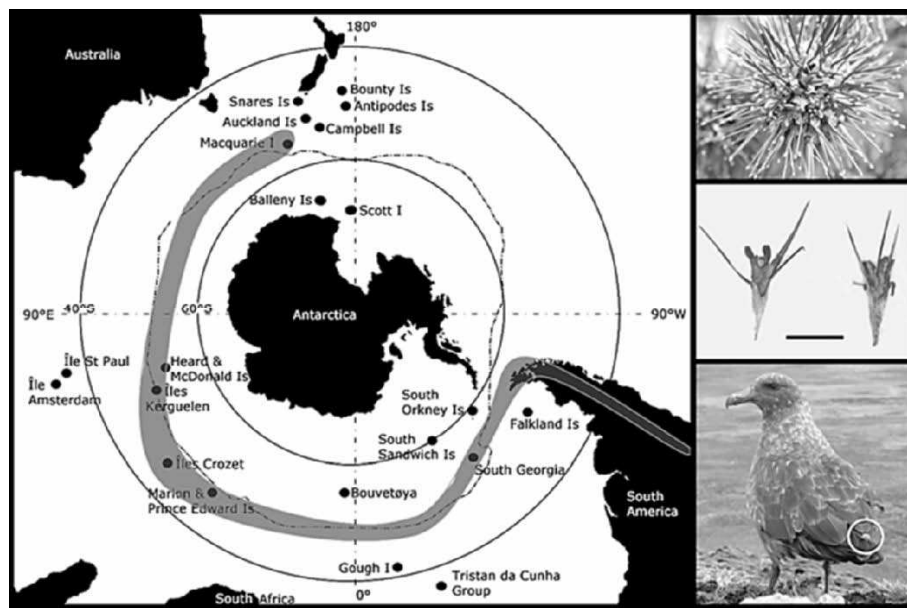 180°
Australia
Bounty Is
Antipodes Is
Snares Is
Auckland Is
Campbell Is
Macquarie I
Balleny Is
Scott I
90°E
40°S
60°S
Antarctica
90°W
Île St Paul
Île
Amsterdam
Heard &
McDonald Is
Îles
Kerguelen
South
Orkney Is
Falkland Is
South
Sandwich Is
South Georgia
Îles Crozet
Marion &
Prince Edward Is
Bouvetøya
South
America
Gough I
Tristan da Cunha
Group
South Africa
0°